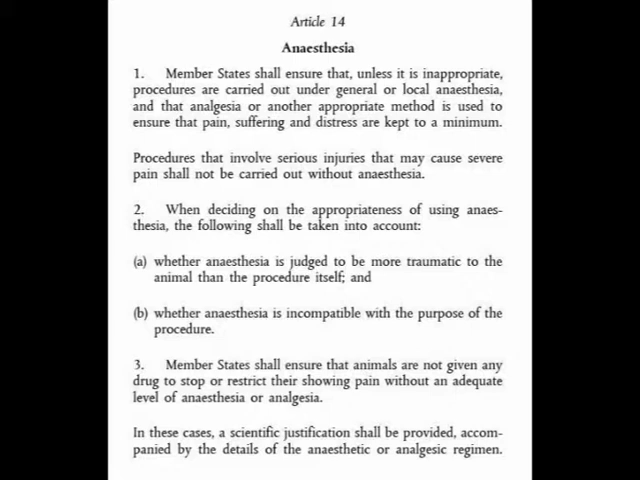 Article 14
Anaesthesia
1. Member States shall ensure that, unless it is inappropriate,
procedures are carried out under general or local anaesthesia,
and that analgesia or another appropriate method is used to
ensure that pain, suffering and distress are kept to a minimum.
Procedures that involve serious injuries that may cause severe
pain shall not be carried out without anaesthesia.
2. When deciding on the appropriateness of using anaes-
thesia, the following shall be taken into account:
(a) whether anaesthesia is judged to be more traumatic to the
animal than the procedure itself; and
(b) whether anaesthesia is incompatible with the purpose of the
procedure.
3. Member States shall ensure that animals are not given any
drug to stop or restrict their showing pain without an adequate
level of anaesthesia or analgesia.
In these cases, a scientific justification shall be provided, accom-
panied by the details of the anaesthetic or analgesic regimen.